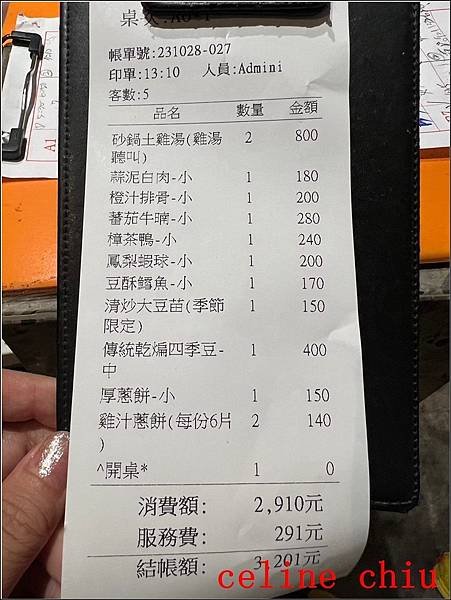 帳單號:231028-027
印單:13:10 人員:Admini
客數:5
品名 數量 金額
砂鍋土雞湯(雞湯 2 800
聽叫)
蒜泥白肉-小 1 180
橙汁排骨-小 1 200
蕃茄牛腩-小 1 280
樟茶鴨-小 1 240
鳳梨蝦球-小 1 200
豆酥鱈魚-小 1 170
清炒大豆苗(季節 1 150
限定)
傳統乾煸四季豆- 1 400
中
厚蔥餅-小 1 150
雞汁蔥餅(每份6片 2 140
)
^開桌* 1 0
消費額: 2,910元
服務費: 291元
結帳額: 3,201元
celine chiu